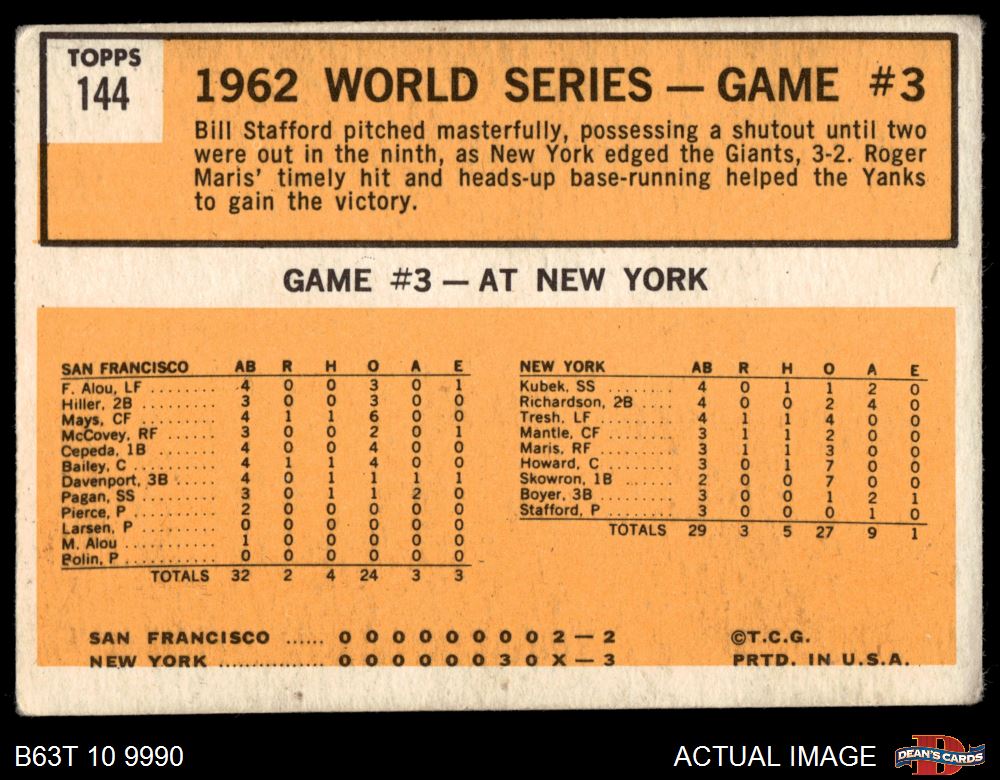 TOPPS
144
1962 WORLD SERIES — GAME #3
Bill Stafford pitched masterfully, possessing a shutout until two
were out in the ninth, as New York edged the Giants, 3-2. Roger
Maris' timely hit and heads-up base-running helped the Yanks
to gain the victory.
GAME #3 — AT NEW YORK
SAN FRANCISCO AB R H O A E
F. Alou, LF ......... 4 0 0 3 0 1
Hiller, 2B ......... 3 0 0 3 0 0
Mays, CF ......... 4 1 1 6 0 0
McCovey, RF ...... 3 0 0 2 0 1
Cepeda, 1B ....... 4 0 0 4 0 0
Bailey, C ......... 4 1 1 4 0 0
Davenport, 3B .... 4 0 1 1 1 1
Pagan, SS ........ 3 0 1 1 2 0
Pierce, P ......... 2 0 0 0 0 0
Larsen, P ......... 0 0 0 0 0 0
M. Alou ......... 1 0 0 0 0 0
Bolin, P ......... 0 0 0 0 0 0
TOTALS 32 2 4 24 3 3
NEW YORK AB R H O A E
Kubek, SS ........ 4 0 1 1 2 0
Richardson, 2B .... 4 0 0 2 4 0
Tresh, LF ........ 4 1 1 4 0 0
Mantle, CF ....... 3 1 1 2 0 0
Maris, RF ........ 3 1 1 3 0 0
Howard, C ........ 3 0 1 7 0 0
Skowron, 1B ...... 2 0 0 7 0 0
Boyer, 3B ........ 3 0 0 1 2 1
Stafford, P ....... 3 0 0 0 1 0
TOTALS 29 3 5 27 9 1
SAN FRANCISCO ...... 0 0 0 0 0 0 0 0 2 — 2
NEW YORK ............... 0 0 0 0 0 0 3 0 X — 3
©T.C.G.
PRTD. IN U.S.A.
B63T 10 9990
ACTUAL IMAGE
DEAN'S CARDS